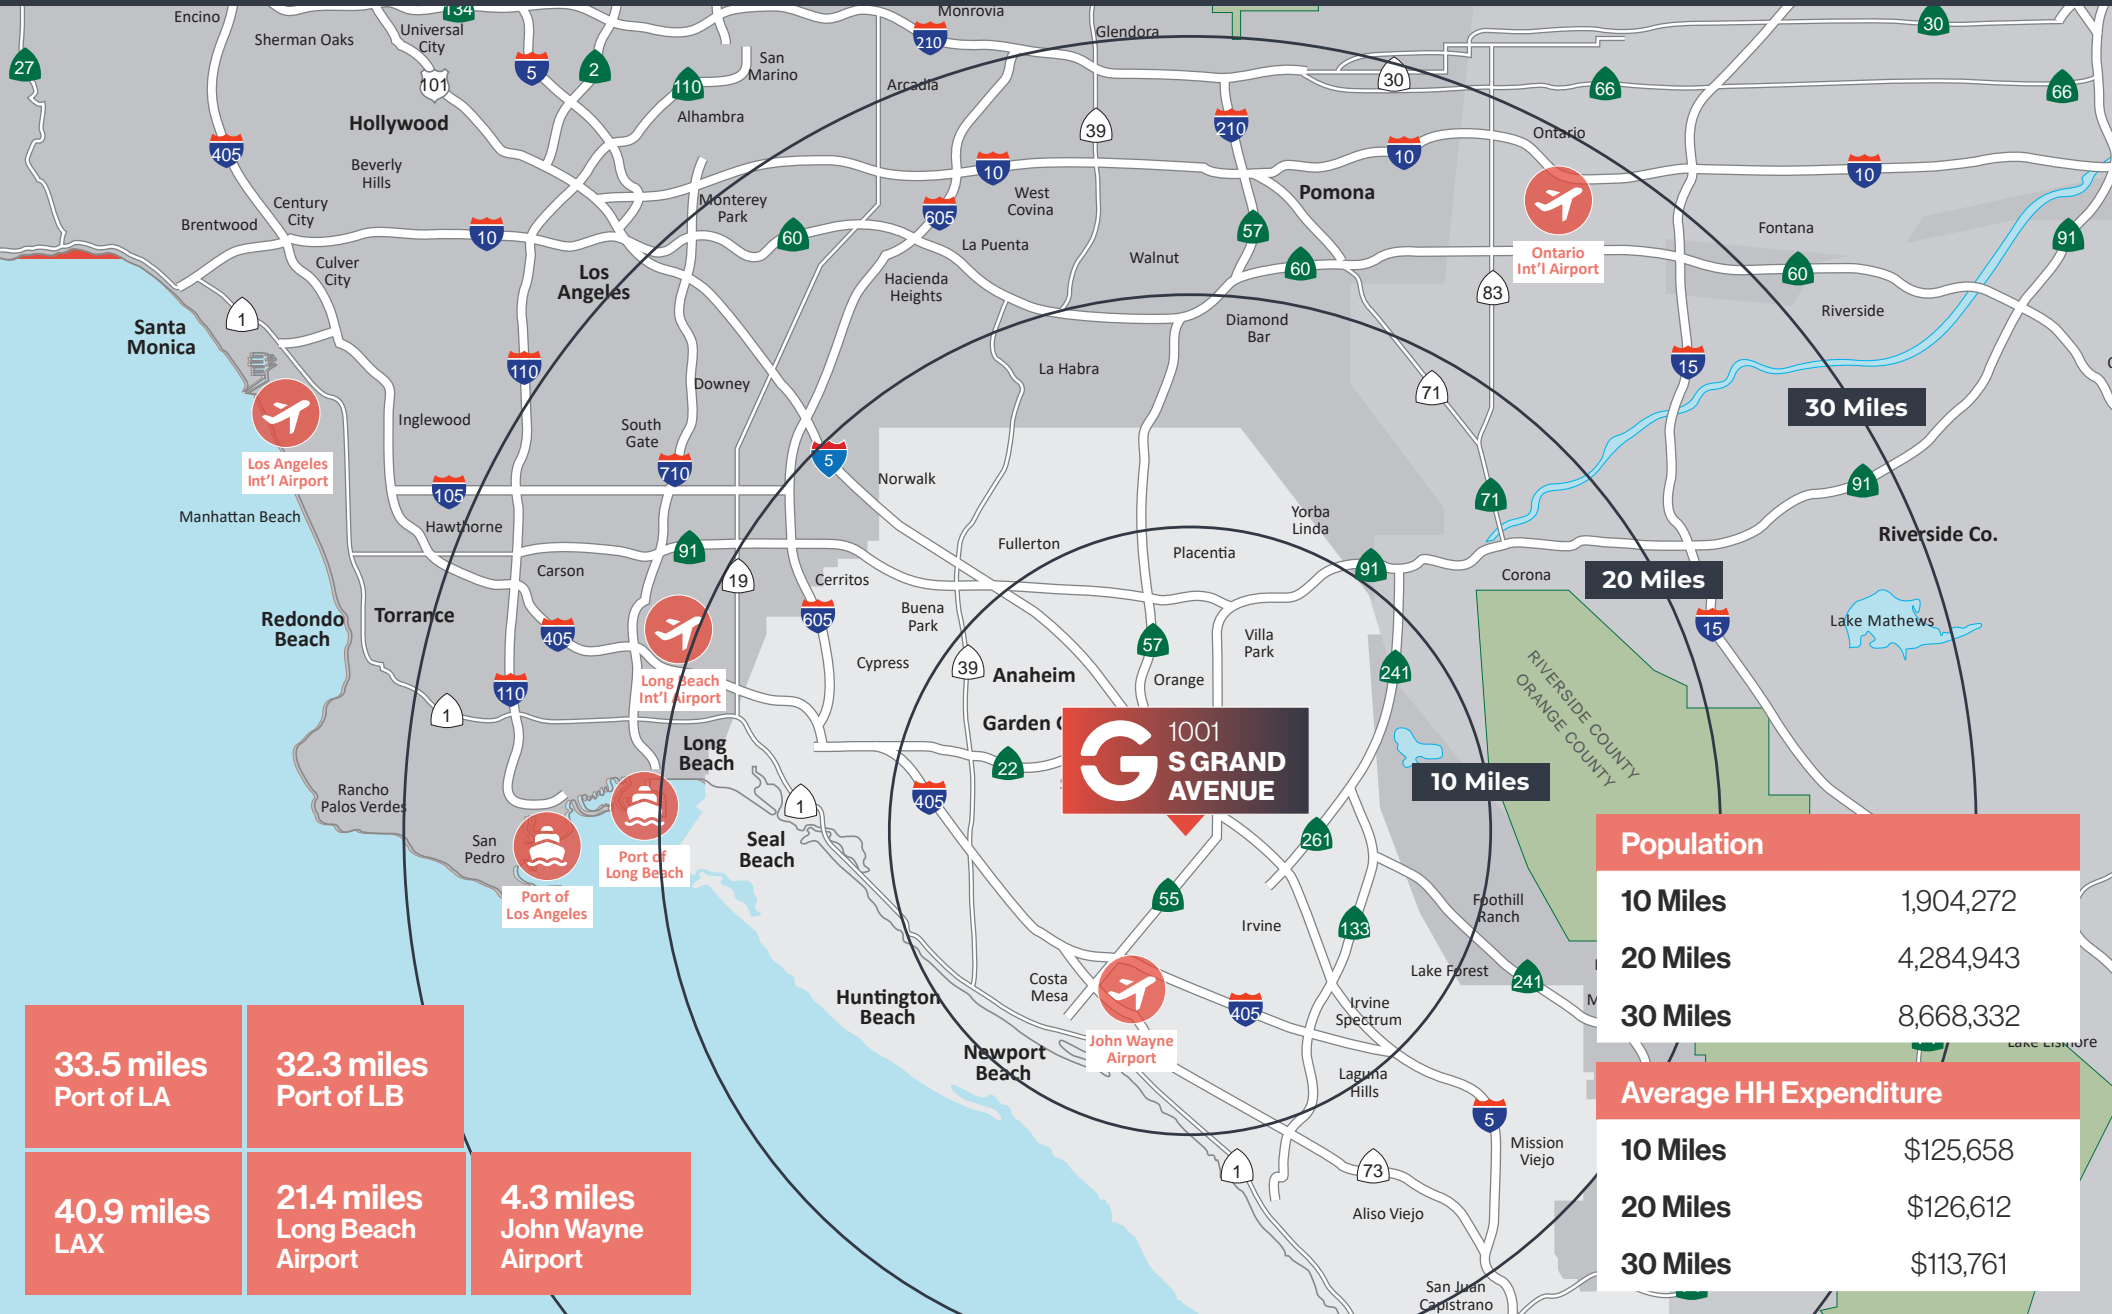 Encino
Sherman Oaks
134
Universal
City
Monrovia
Glendora
30
27
101
5
2
110
San
Marino
210
Arcadia
30
66
66
Hollywood
Alhambra
39
210
Ontario
405
Beverly
Hills
10
10
10
Century
City
Brentwood
10
Monterey
Park
60
605
West
Covina
La Puenta
Pomona
57
Ontario
Int'l Airport
Fontana
91
Culver
City
Los
Angeles
Hacienda
Heights
Walnut
60
83
60
Riverside
1
Santa
Monica
Diamond
Bar
110
Downey
La Habra
71
15
30 Miles
Inglewood
South
Gate
Los Angeles
Int'l Airport
105
710
5
Norwalk
71
91
Manhattan Beach
Hawthorne
91
Fullerton
Placentia
Yorba
Linda
91
Riverside Co.
Carson
19
Cerritos
Corona
20 Miles
Redondo
Beach
Torrance
405
605
Buena
Park
57
Villa
Park
15
Lake Mathews
Long Beach
Int'l Airport
Cypress
39
Anaheim
Orange
241
RIVERSIDE COUNTY
ORANGE COUNTY
110
1
Long
Beach
Garden
1001
S GRAND
AVENUE
22
10 Miles
Rancho
Palos Verdes
405
1
Seal
Beach
261
San
Pedro
Port of
Long Beach
Port of
Los Angeles
55
Irvine
133
Foothill
Ranch
Lake Forest
241
Costa
Mesa
Huntington
Beach
405
Irvine
Spectrum
Newport
Beach
John Wayne
Airport
Laguna
Hills
5
Mission
Viejo
1
73
Aliso Viejo
San Juan
Capistrano
Lake Elsinore
Population
10 Miles 1,904,272
20 Miles 4,284,943
30 Miles 8,668,332
Average HH Expenditure
10 Miles $125,658
20 Miles $126,612
30 Miles $113,761
33.5 miles
Port of LA
32.3 miles
Port of LB
40.9 miles
LAX
21.4 miles
Long Beach
Airport
4.3 miles
John Wayne
Airport